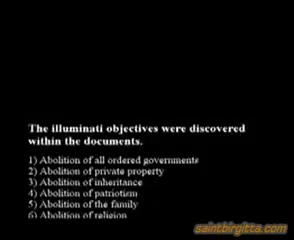 The illuminati objectives were discovered
within the documents.
1) Abolition of all ordered governments
2) Abolition of private property
3) Abolition of inheritance
4) Abolition of patriotism
5) Abolition of the family
6) Abolition of religion
saintbirgitta.com